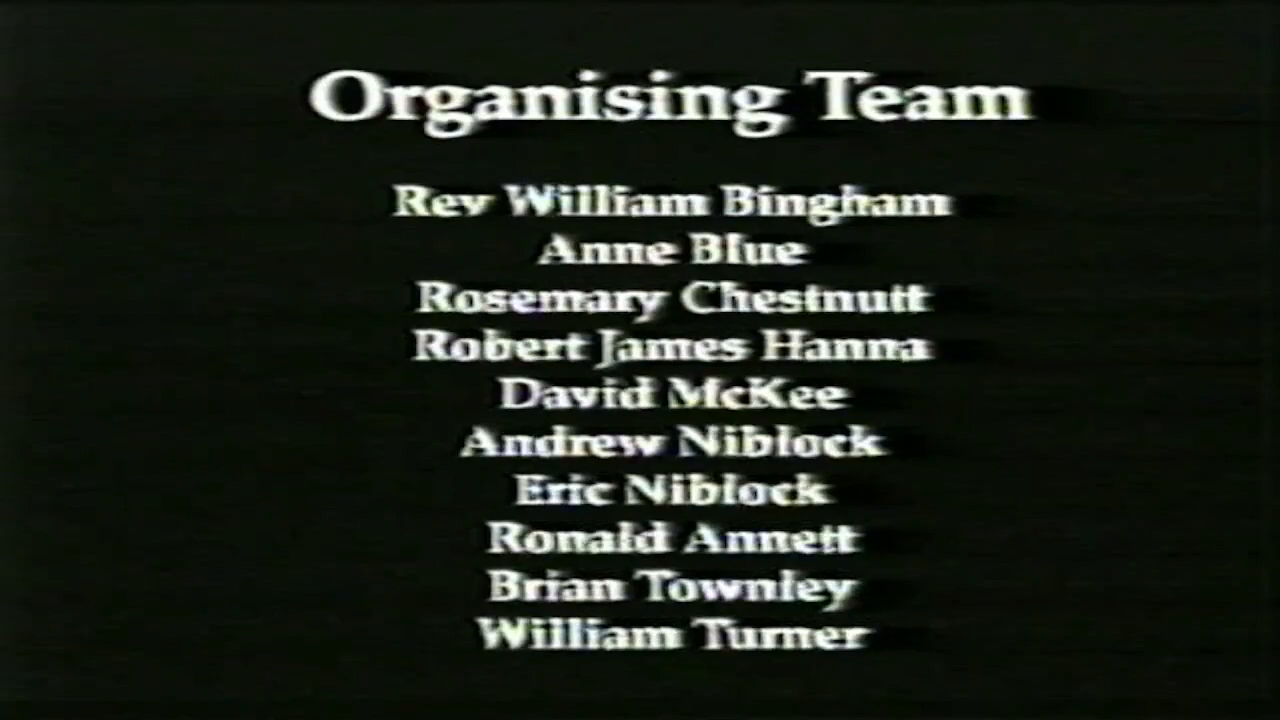 Organising Team
Rev William Bingham
Anne Blue
Rosemary Chestnutt
Robert James Hanna
David McKee
Andrew Niblock
Eric Niblock
Ronald Annett
Brian Townley
William Turner